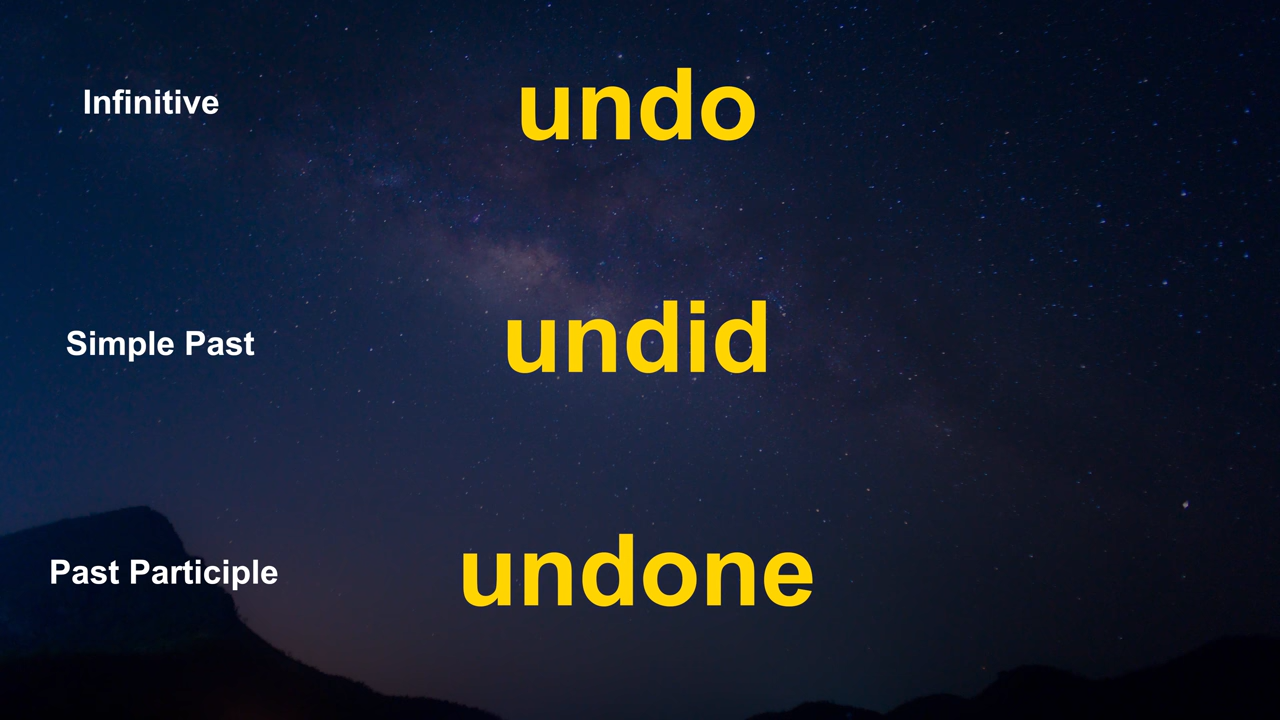 Infinitive
undo
Simple Past
undid
Past Participle
undone